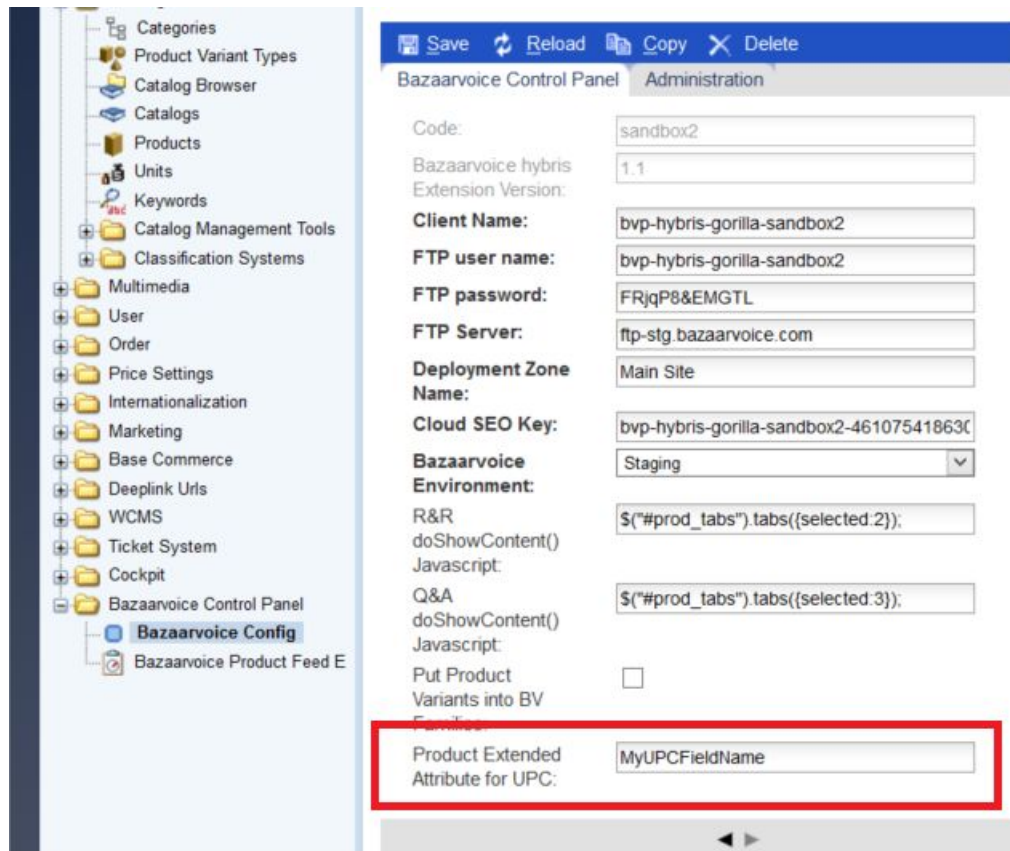 Categories
Product Variant Types
Catalog Browser
Catalogs
Products
Units
Keywords
Catalog Management Tools
Classification Systems
Multimedia
User
Order
Price Settings
Internationalization
Marketing
Base Commerce
Deeplink Urls
WCMS
Ticket System
Cockpit
Bazaarvoice Control Panel
Bazaarvoice Config
Bazaarvoice Product Feed E
Save Reload Copy Delete
Bazaarvoice Control Panel Administration
Code: sandbox2
Bazaarvoice hybris 1.1
Extension Version:
Client Name: bvp-hybris-gorilla-sandbox2
FTP user name: bvp-hybris-gorilla-sandbox2
FTP password: FRjqP8&EMGTL
FTP Server: ftp-stg.bazaarvoice.com
Deployment Zone Main Site
Name:
Cloud SEO Key: bvp-hybris-gorilla-sandbox2-461075418630
Bazaarvoice Staging
Environment:
R&R $("#prod_tabs").tabs({selected:2});
doShowContent()
Javascript:
Q&A $("#prod_tabs").tabs({selected:3});
doShowContent()
Javascript:
Put Product
Variants into BV
Families:
Product Extended MyUPCFieldName
Attribute for UPC: